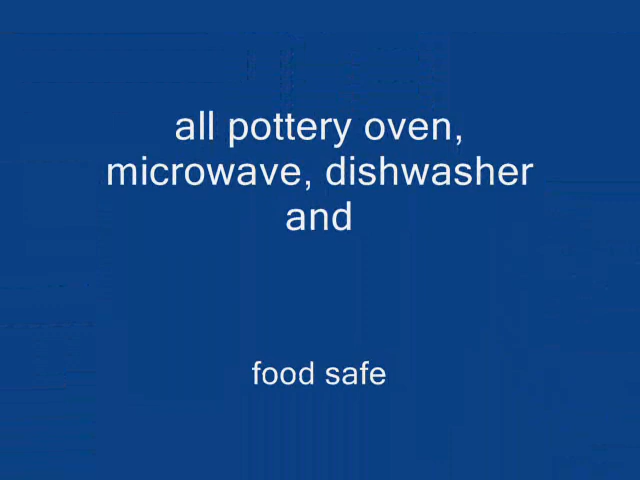 all pottery oven,
microwave, dishwasher
and
food safe